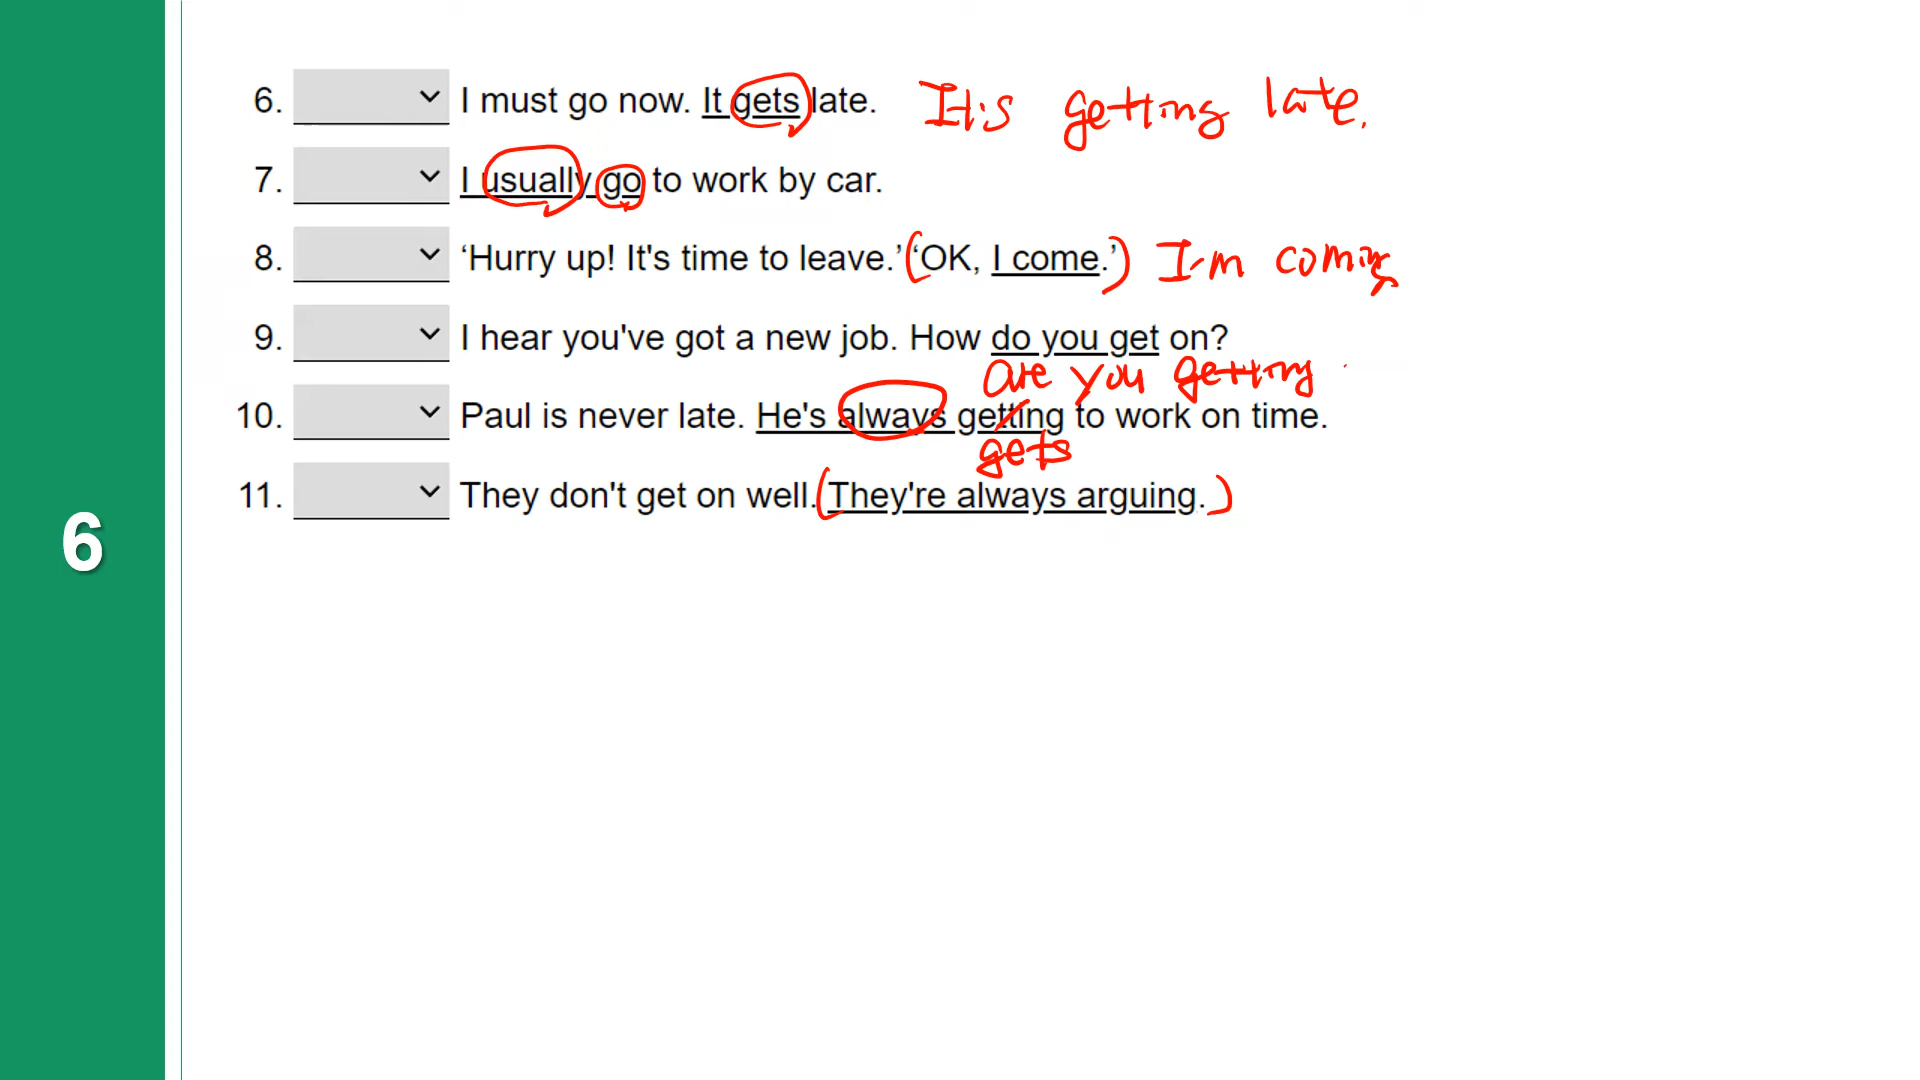 6. I must go now. It gets late. It's getting late.
7. I usually go to work by car.
8. ‘Hurry up! It's time to leave.’ ‘OK, I come.’ I'm coming
9. I hear you've got a new job. How do you get on?
are you getting
10. Paul is never late. He's always getting to work on time.
gets
11. They don't get on well. They're always arguing.
6